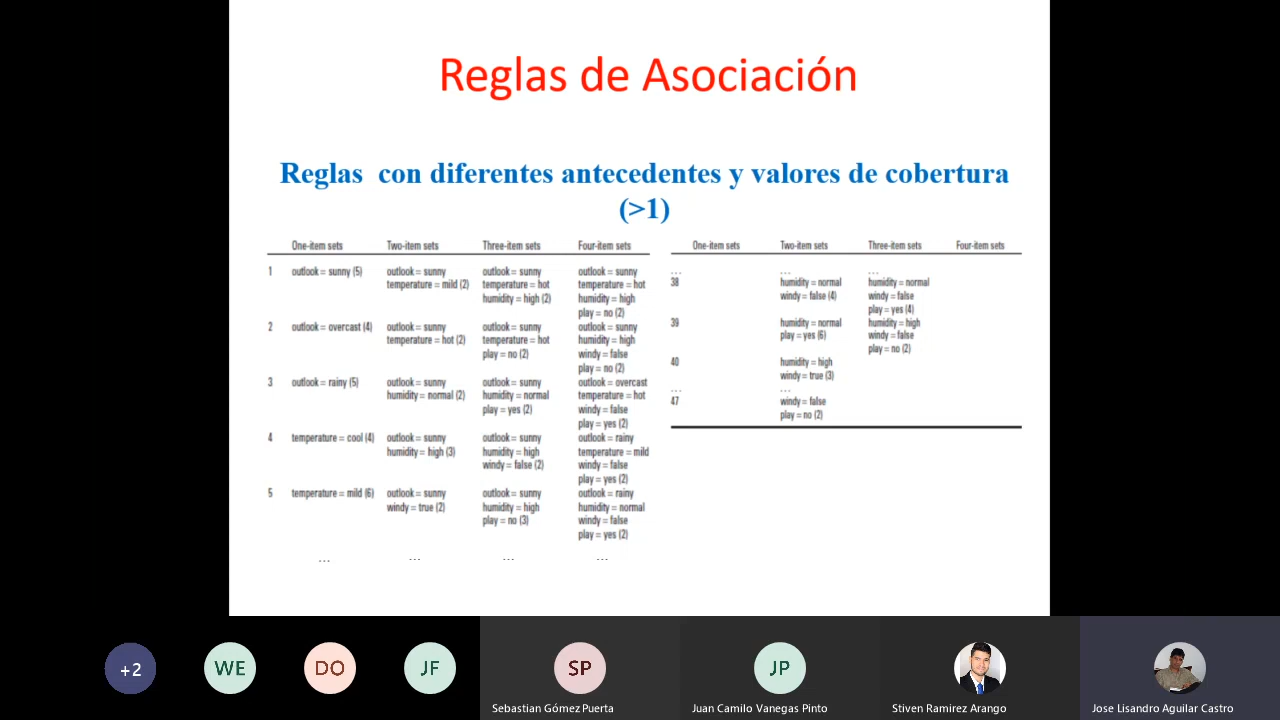 Reglas de Asociación
Reglas con diferentes antecedentes y valores de cobertura
(>1)
One-item sets Two-item sets Three-item sets Four-item sets
1 outlook = sunny (5) outlook = sunny outlook = sunny outlook = sunny
temperature = mild (2) temperature = hot temperature = hot
humidity = high (2) humidity = high
play = no (2)
2 outlook = overcast (4) outlook = sunny outlook = sunny outlook = sunny
temperature = hot (2) temperature = hot humidity = high
play = no (2) windy = false
play = no (2)
3 outlook = rainy (5) outlook = sunny outlook = sunny outlook = overcast
humidity = normal (2) humidity = normal temperature = hot
play = yes (2) windy = false
play = yes (2)
4 temperature = cool (4) outlook = sunny outlook = sunny outlook = rainy
humidity = high (3) humidity = high temperature = mild
windy = false (2) windy = false
play = yes (2)
5 temperature = mild (6) outlook = sunny outlook = sunny outlook = rainy
windy = true (2) humidity = high humidity = normal
play = no (3) windy = false
play = yes (2)
... ... ... ...
One-item sets Two-item sets Three-item sets Four-item sets
... ... ...
38 humidity = normal humidity = normal
windy = false (4) windy = false
play = yes (4)
39 humidity = normal humidity = high
play = yes (6) windy = false
play = no (2)
40 humidity = high
windy = true (3)
... ...
47 windy = false
play = no (2)
+2 WE DO JF SP JP
Sebastian Gómez Puerta Juan Camilo Vanegas Pinto Stiven Ramirez Arango Jose Lisandro Aguilar Castro